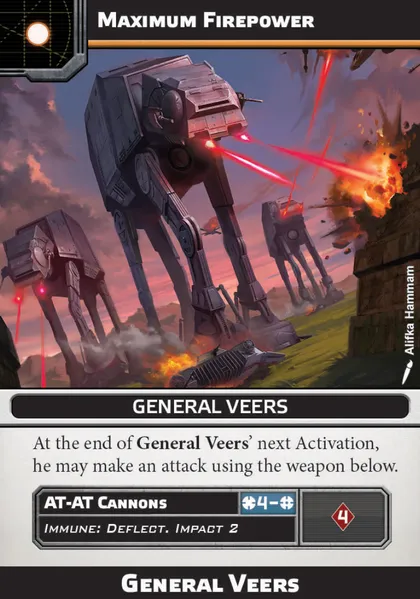 Maximum Firepower
Alifka Hammam
GENERAL VEERS
At the end of General Veers' next Activation,
he may make an attack using the weapon below.
AT-AT Cannons 4- 4
Immune: Deflect. Impact 2
General Veers